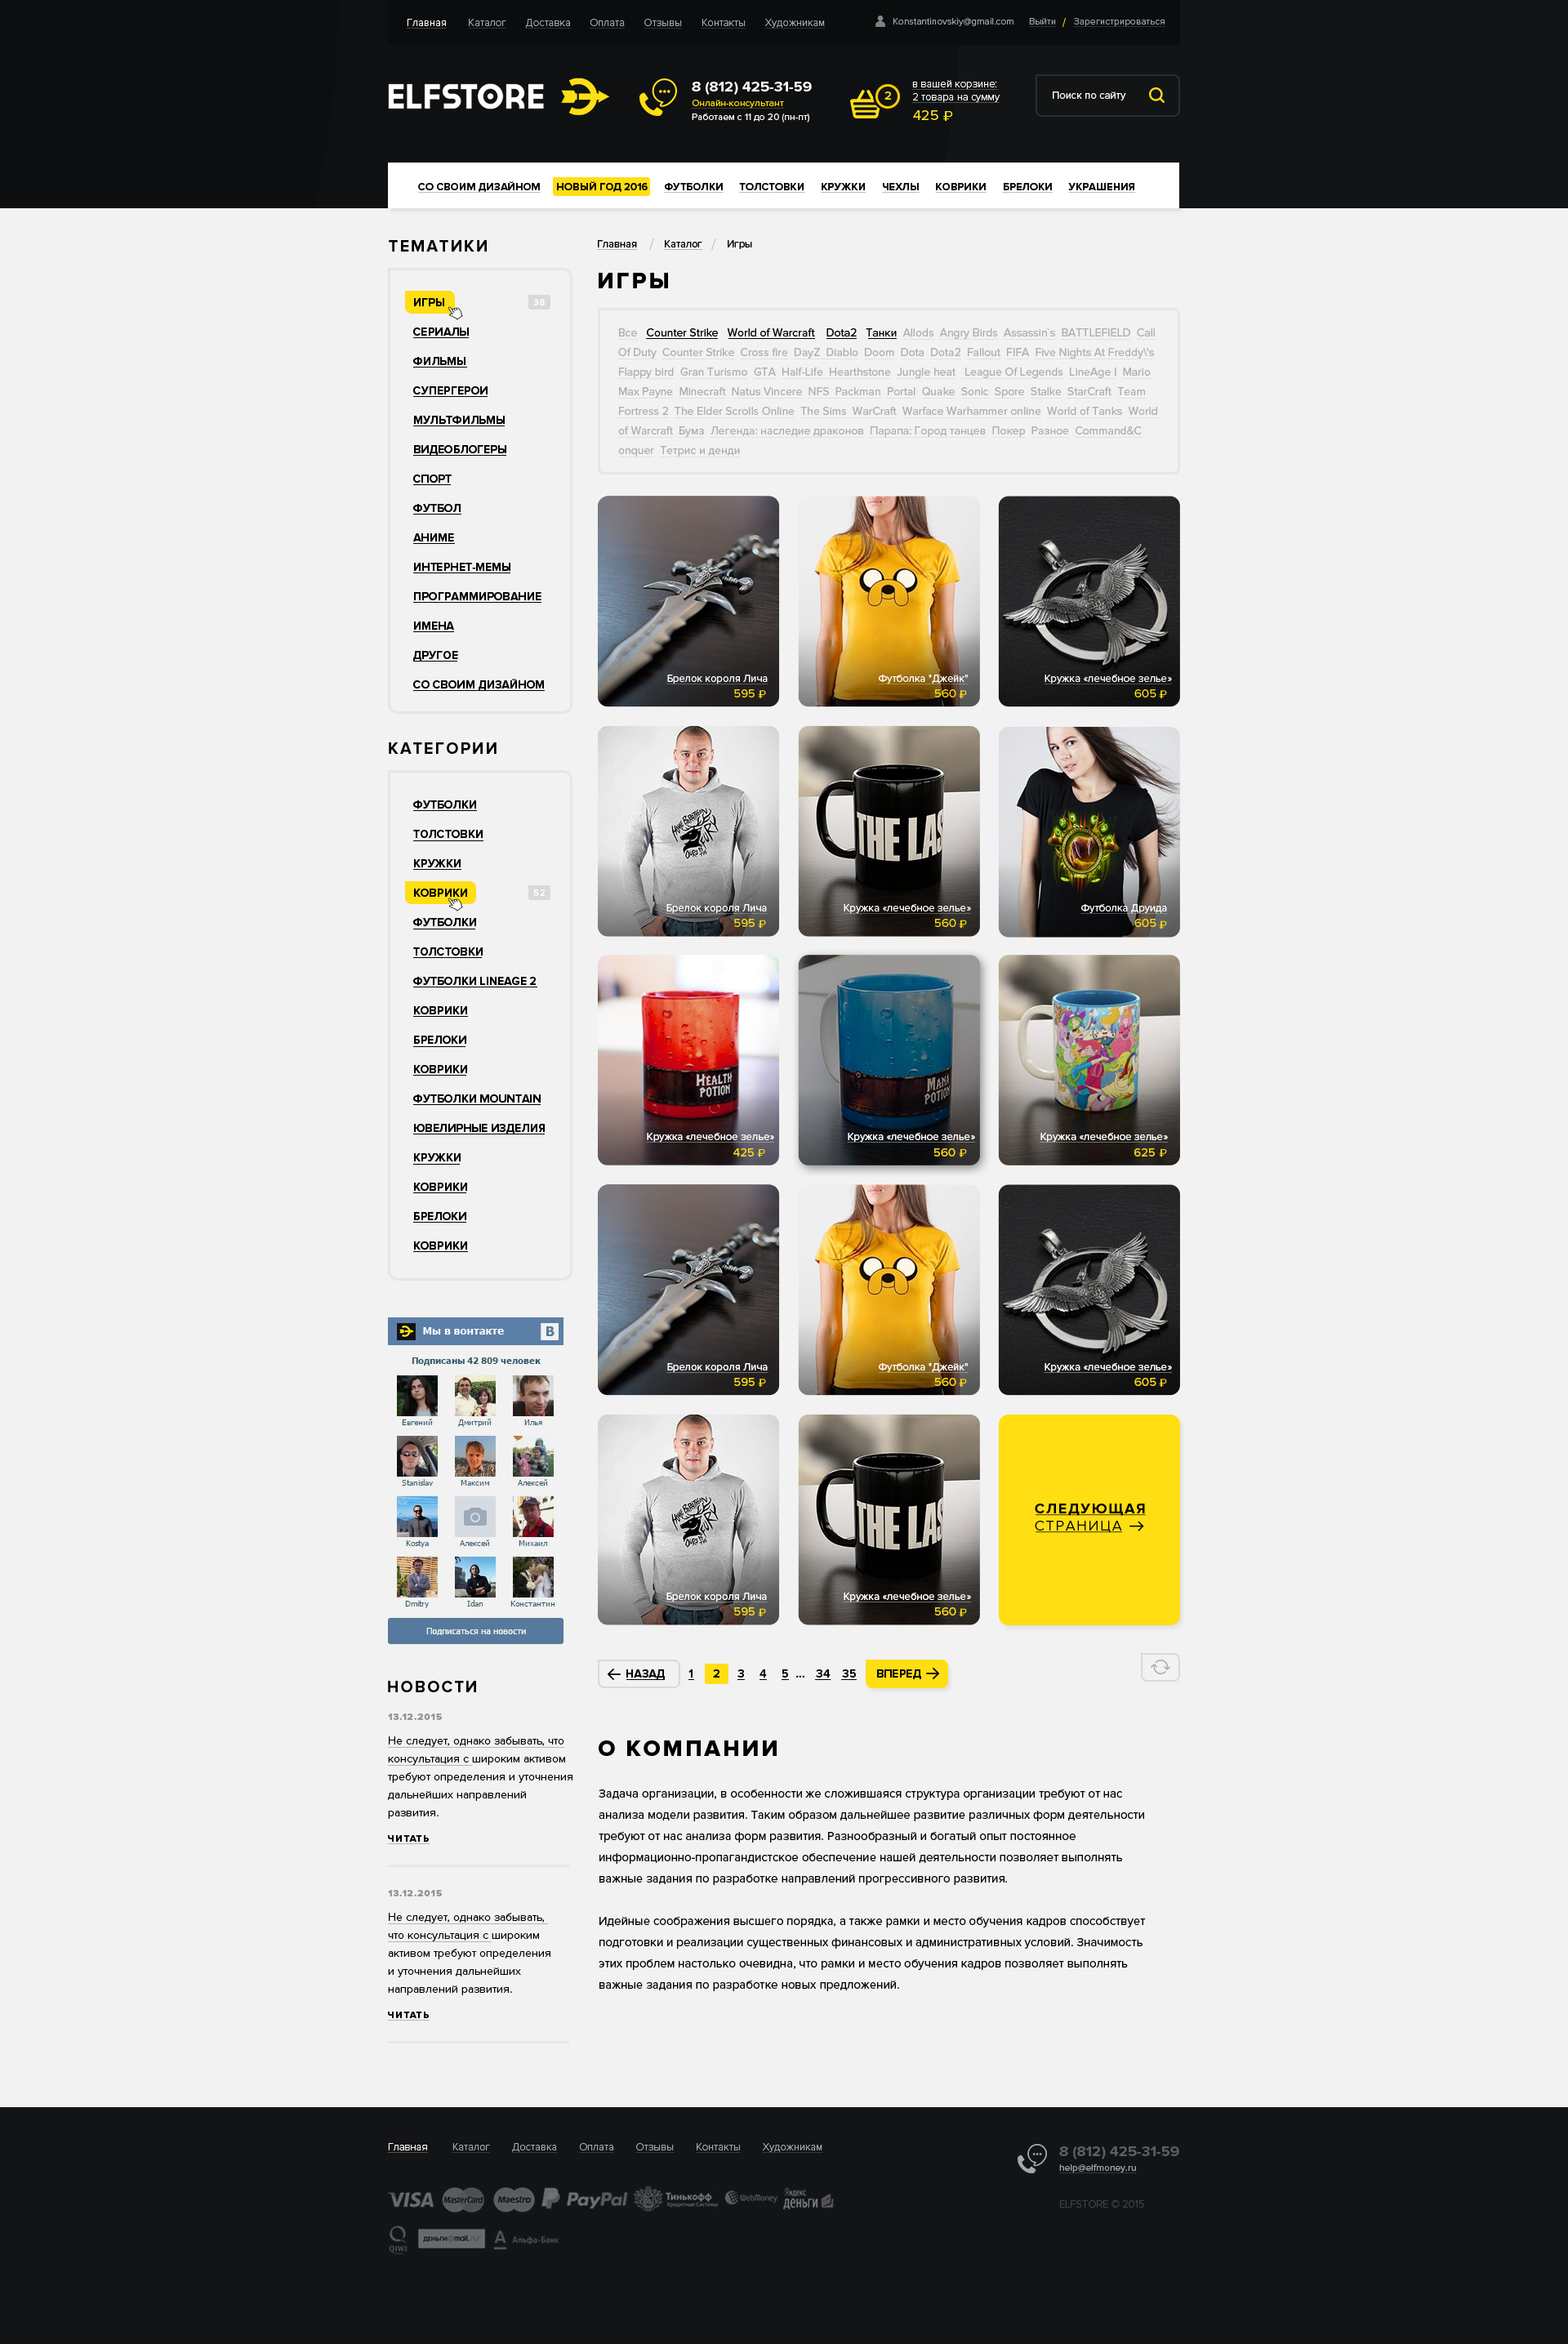 Главная Каталог Доставка Оплата Отзывы Контакты Художникам
Konstantinovskiy@gmail.com Выйти / Зарегистрироваться
ELFSTORE
8 (812) 425-31-59
Онлайн-консультант
Работаем с 11 до 20 (пн-пт)
2
в вашей корзине:
2 товара на сумму
425 ₽
Поиск по сайту
СО СВОИМ ДИЗАЙНОМ НОВЫЙ ГОД 2016 ФУТБОЛКИ ТОЛСТОВКИ КРУЖКИ ЧЕХЛЫ КОВРИКИ БРЕЛОКИ УКРАШЕНИЯ
ТЕМАТИКИ
ИГРЫ 38
СЕРИАЛЫ
ФИЛЬМЫ
СУПЕРГЕРОИ
МУЛЬТФИЛЬМЫ
ВИДЕОБЛОГЕРЫ
СПОРТ
ФУТБОЛ
АНИМЕ
ИНТЕРНЕТ-МЕМЫ
ПРОГРАММИРОВАНИЕ
ИМЕНА
ДРУГОЕ
СО СВОИМ ДИЗАЙНОМ
КАТЕГОРИИ
ФУТБОЛКИ
ТОЛСТОВКИ
КРУЖКИ
КОВРИКИ 52
ФУТБОЛКИ
ТОЛСТОВКИ
ФУТБОЛКИ LINEAGE 2
КОВРИКИ
БРЕЛОКИ
КОВРИКИ
ФУТБОЛКИ MOUNTAIN
ЮВЕЛИРНЫЕ ИЗДЕЛИЯ
КРУЖКИ
КОВРИКИ
БРЕЛОКИ
КОВРИКИ
Мы в вонтакте B
Подписаны 42 809 человек
Евгений Дмитрий Илья
Stanislav Максим Алексей
Kostya Алексей Михаил
Dmitry Idan Константин
Подписаться на новости
НОВОСТИ
13.12.2015
Не следует, однако забывать, что
консультация с широким активом
требуют определения и уточнения
дальнейших направлений
развития.
ЧИТАТЬ
13.12.2015
Не следует, однако забывать,
что консультация с широким
активом требуют определения
и уточнения дальнейших
направлений развития.
ЧИТАТЬ
Главная / Каталог / Игры
ИГРЫ
Все Counter Strike World of Warcraft Dota2 Танки Allods Angry Birds Assassin`s BATTLEFIELD Call
Of Duty Counter Strike Cross fire DayZ Diablo Doom Dota Dota2 Fallout FIFA Five Nights At Freddy\'s
Flappy bird Gran Turismo GTA Half-Life Hearthstone Jungle heat League Of Legends LineAge I Mario
Max Payne Minecraft Natus Vincere NFS Packman Portal Quake Sonic Spore Stalke StarCraft Team
Fortress 2 The Elder Scrolls Online The Sims WarCraft Warface Warhammer online World of Tanks World
of Warcraft Бумз Легенда: наследие драконов Парапа: Город танцев Покер Разное Command&C
onquer Тетрис и денди
Брелок короля Лича
595 ₽
Футболка "Джейк"
560 ₽
Кружка «лечебное зелье»
605 ₽
Брелок короля Лича
595 ₽
THE LAS
Кружка «лечебное зелье»
560 ₽
Футболка Друида
605 ₽
HEALTH
POTION
Кружка «лечебное зелье»
425 ₽
MANA
POTION
Кружка «лечебное зелье»
560 ₽
Кружка «лечебное зелье»
625 ₽
Брелок короля Лича
595 ₽
Футболка "Джейк"
560 ₽
Кружка «лечебное зелье»
605 ₽
Брелок короля Лича
595 ₽
THE LAS
Кружка «лечебное зелье»
560 ₽
СЛЕДУЮЩАЯ
СТРАНИЦА →
← НАЗАД 1 2 3 4 5 ... 34 35 ВПЕРЕД →
О КОМПАНИИ
Задача организации, в особенности же сложившаяся структура организации требуют от нас
анализа модели развития. Таким образом дальнейшее развитие различных форм деятельности
требуют от нас анализа форм развития. Разнообразный и богатый опыт постоянное
информационно-пропагандистское обеспечение нашей деятельности позволяет выполнять
важные задания по разработке направлений прогрессивного развития.
Идейные соображения высшего порядка, а также рамки и место обучения кадров способствует
подготовки и реализации существенных финансовых и административных условий. Значимость
этих проблем настолько очевидна, что рамки и место обучения кадров позволяет выполнять
важные задания по разработке новых предложений.
Главная Каталог Доставка Оплата Отзывы Контакты Художникам
8 (812) 425-31-59
help@elfmoney.ru
ELFSTORE © 2015
VISA MasterCard Maestro PayPal Тинькофф Кредитные Системы WebMoney Яндекс Деньги
QIWI деньги@mail.ru А Альфа-Банк